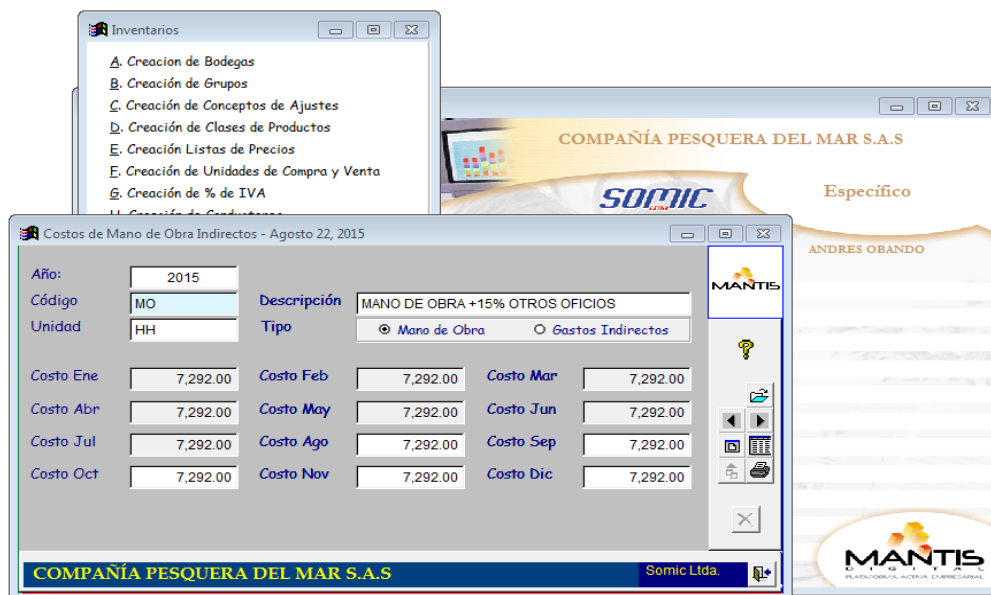 Inventarios
A. Creacion de Bodegas
B. Creación de Grupos
C. Creación de Conceptos de Ajustes
D. Creación de Clases de Productos
E. Creación Listas de Precios
F. Creación de Unidades de Compra y Venta
G. Creación de % de IVA
COMPAÑÍA PESQUERA DEL MAR S.A.S
SOMIC
LTDA
Específico
ANDRES OBANDO
Costos de Mano de Obra Indirectos - Agosto 22, 2015
Año: 2015
Código MO Descripción MANO DE OBRA +15% OTROS OFICIOS
Unidad HH Tipo Mano de Obra Gastos Indirectos
MANTIS
Costo Ene 7,292.00 Costo Feb 7,292.00 Costo Mar 7,292.00
Costo Abr 7,292.00 Costo May 7,292.00 Costo Jun 7,292.00
Costo Jul 7,292.00 Costo Ago 7,292.00 Costo Sep 7,292.00
Costo Oct 7,292.00 Costo Nov 7,292.00 Costo Dic 7,292.00
COMPAÑÍA PESQUERA DEL MAR S.A.S Somic Ltda.
MANTIS
DIGITAL
PLATAFORMA ACTIVA EMPRESARIAL